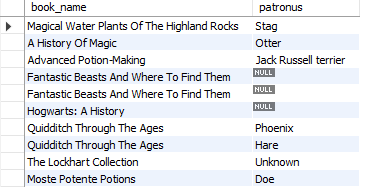 book_name patronus
Magical Water Plants Of The Highland Rocks Stag
A History Of Magic Otter
Advanced Potion-Making Jack Russell terrier
Fantastic Beasts And Where To Find Them NULL
Fantastic Beasts And Where To Find Them NULL
Hogwarts: A History NULL
Quidditch Through The Ages Phoenix
Quidditch Through The Ages Hare
The Lockhart Collection Unknown
Moste Potente Potions Doe